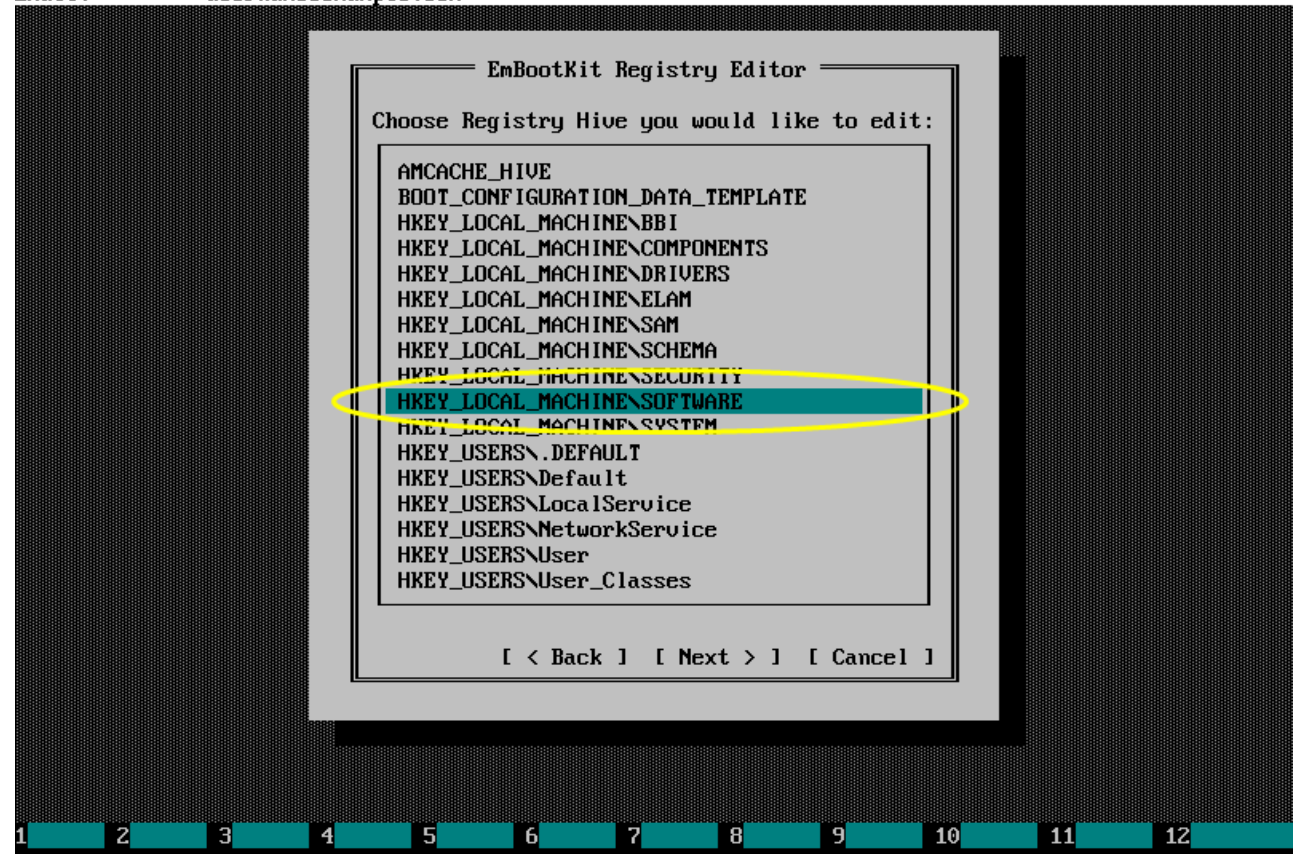 EmBootKit Registry Editor
Choose Registry Hive you would like to edit:
AMCACHE_HIVE
BOOT_CONFIGURATION_DATA_TEMPLATE
HKEY_LOCAL_MACHINE\BBI
HKEY_LOCAL_MACHINE\COMPONENTS
HKEY_LOCAL_MACHINE\DRIVERS
HKEY_LOCAL_MACHINE\ELAM
HKEY_LOCAL_MACHINE\SAM
HKEY_LOCAL_MACHINE\SCHEMA
HKEY_LOCAL_MACHINE\SECURITY
HKEY_LOCAL_MACHINE\SOFTWARE
HKEY_LOCAL_MACHINE\SYSTEM
HKEY_USERS\.DEFAULT
HKEY_USERS\Default
HKEY_USERS\LocalService
HKEY_USERS\NetworkService
HKEY_USERS\User
HKEY_USERS\User_Classes
[ < Back ] [ Next > ] [ Cancel ]
1 2 3 4 5 6 7 8 9 10 11 12